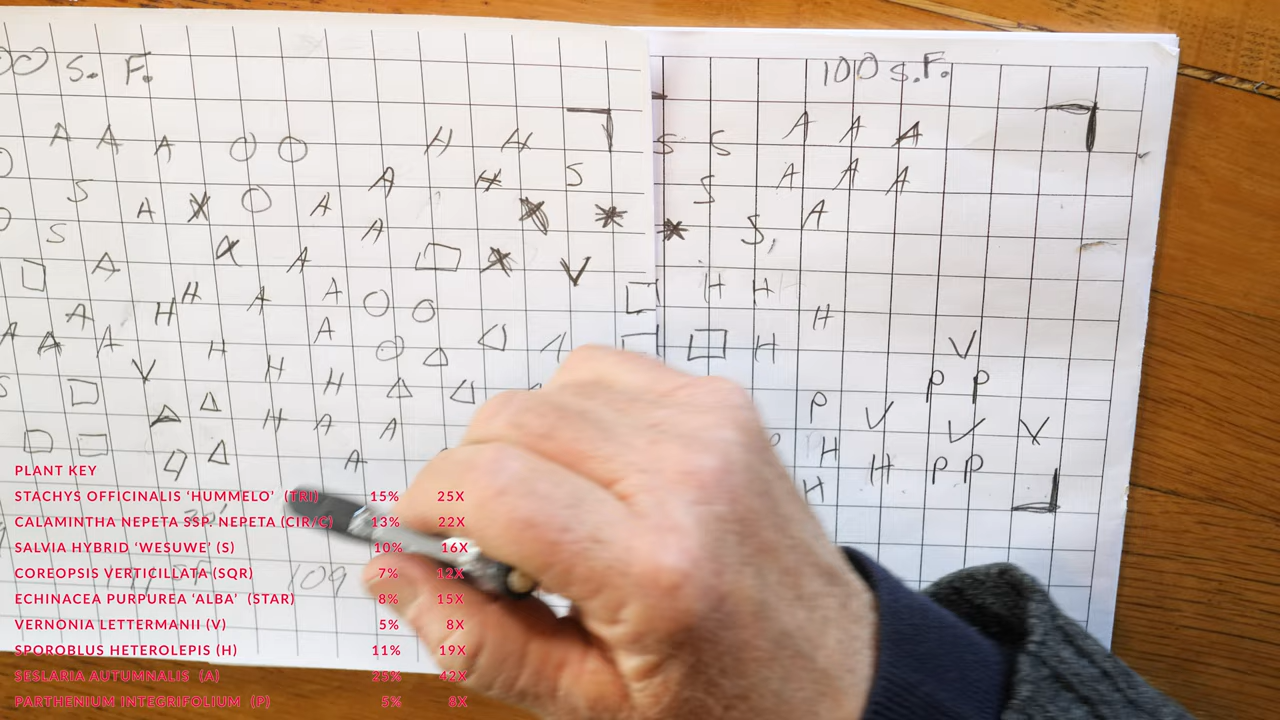 00 S. F.
100 S.F.
A A A O O H A S S A A A
S A H S S A A A
A O A A A
S A V S,
A A H H
A H A A O O H
A A A H A O H V
V H H P P
S P V V V
H A A H P P
A H
PLANT KEY
STACHYS OFFICINALIS ‘HUMMELO’ (TRI) 15% 25X
CALAMINTHA NEPETA SSP. NEPETA (CIR/C) 13% 22X
SALVIA HYBRID ‘WESUWE’ (S) 10% 16X
COREOPSIS VERTICILLATA (SQR) 7% 12X
ECHINACEA PURPUREA ‘ALBA’ (STAR) 8% 15X
VERNONIA LETTERMANII (V) 5% 8X
SPOROBLUS HETEROLEPIS (H) 11% 19X
SESLARIA AUTUMNALIS (A) 25% 42X
PARTHENIUM INTEGRIFOLIUM (P) 5% 8X
109